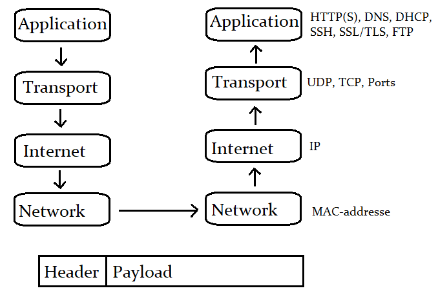 Application
Transport
Internet
Network
Application
HTTP(S), DNS, DHCP,
SSH, SSL/TLS, FTP
Transport
UDP, TCP, Ports
Internet
IP
Network
MAC-addresse
Header
Payload